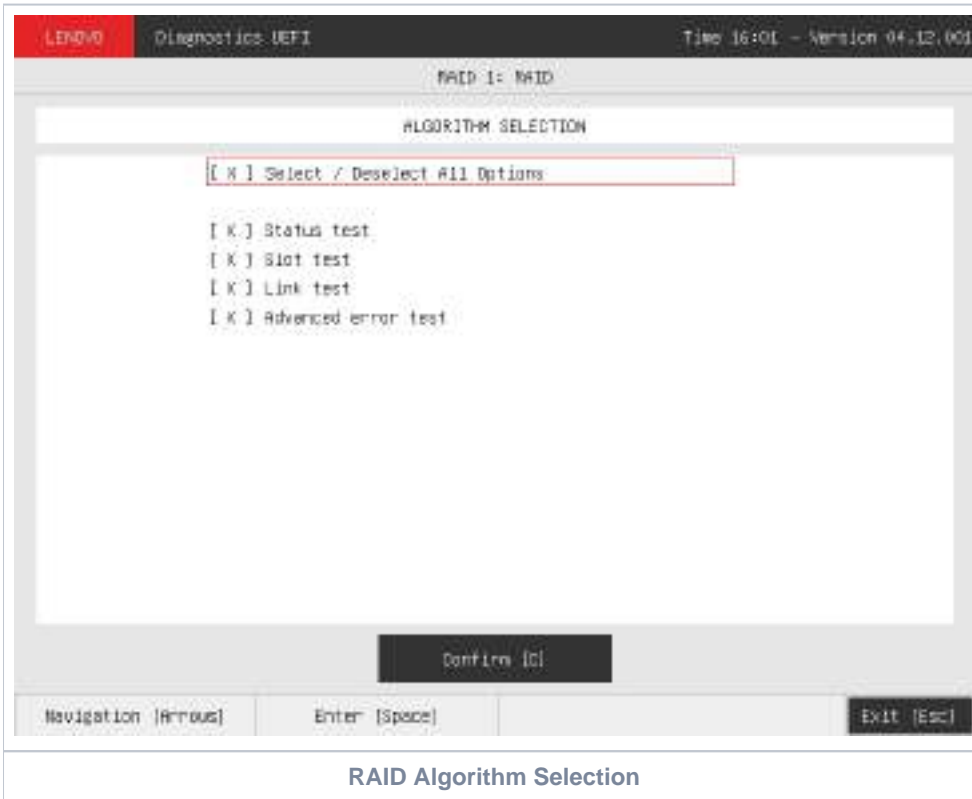 LENOVO Diagnostics UEFI Time 16:01 - Version 04.12.001
RAID 1: RAID
ALGORITHM SELECTION
[ X ] Select / Deselect All Options
[ X ] Status test
[ X ] Slot test
[ X ] Link test
[ X ] Advanced error test
Confirm [C]
Navigation [Arrows] Enter [Space] Exit [Esc]
RAID Algorithm Selection